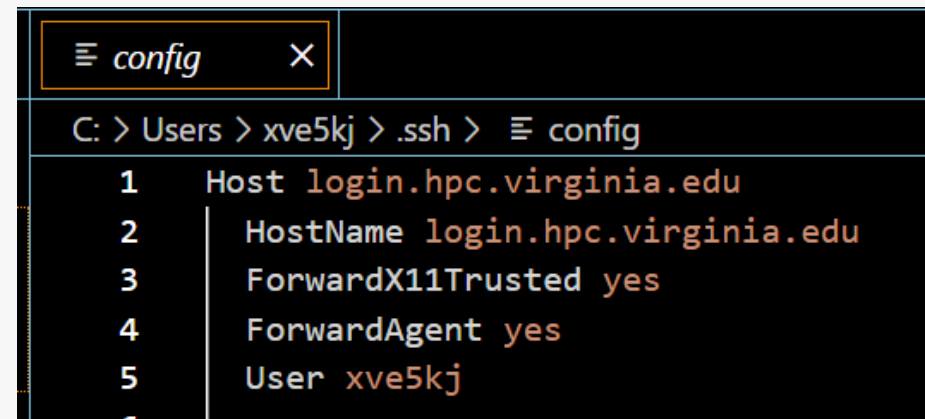 config
C: > Users > xve5kj > .ssh > config
1 Host login.hpc.virginia.edu
2 HostName login.hpc.virginia.edu
3 ForwardX11Trusted yes
4 ForwardAgent yes
5 User xve5kj